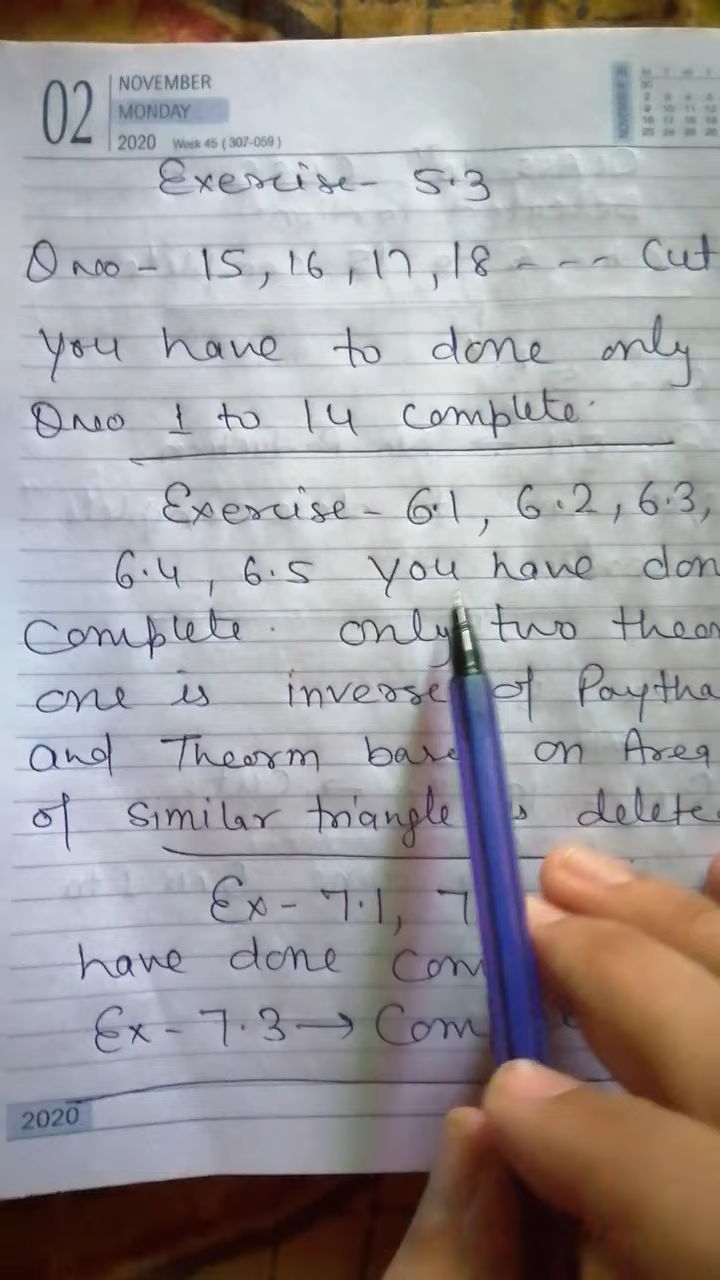 02 NOVEMBER
MONDAY
2020 Week 45 ( 307-059 )
Exercise - 5.3
Q no - 15, 16, 17, 18 - - - Cut
you have to done only
Q no 1 to 14 complete.
Exercise - 6.1, 6.2, 6.3,
6.4, 6.5 you have don
Complete. only two theor
one is inverse of Paytha
and Theorm base on Area
of similar triangle is delete
Ex - 7.1, 7
have done Com
Ex - 7.3 → Com
2020